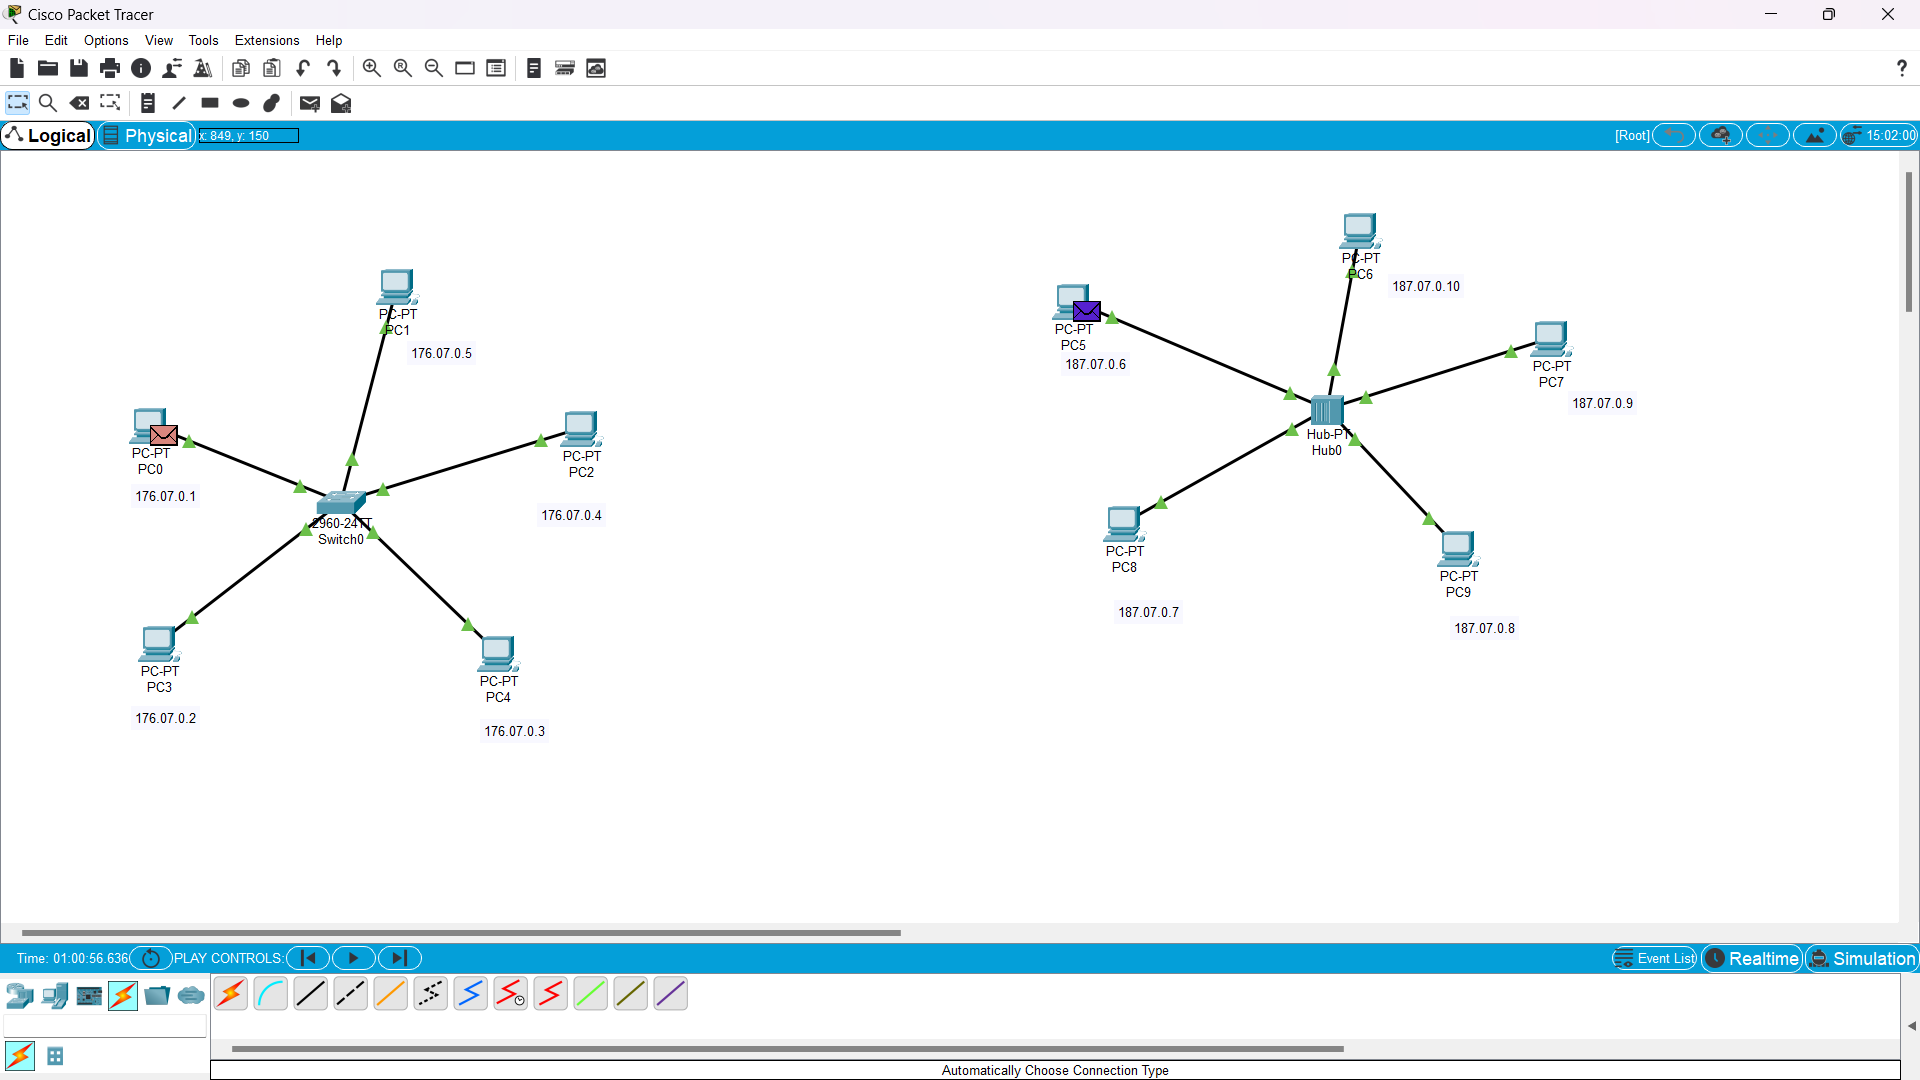 Cisco Packet Tracer
File Edit Options View Tools Extensions Help
?
Logical Physical x: 849, y: 150 [Root] 15:02:00
PC-PT
PC1
176.07.0.5
PC-PT
PC0
176.07.0.1
PC-PT
PC2
176.07.0.4
2960-24TT
Switch0
PC-PT
PC3
176.07.0.2
PC-PT
PC4
176.07.0.3
PC-PT
PC6
187.07.0.10
PC-PT
PC5
187.07.0.6
PC-PT
PC7
187.07.0.9
Hub-PT
Hub0
PC-PT
PC8
187.07.0.7
PC-PT
PC9
187.07.0.8
Time: 01:00:56.636 PLAY CONTROLS: Event List Realtime Simulation
Automatically Choose Connection Type